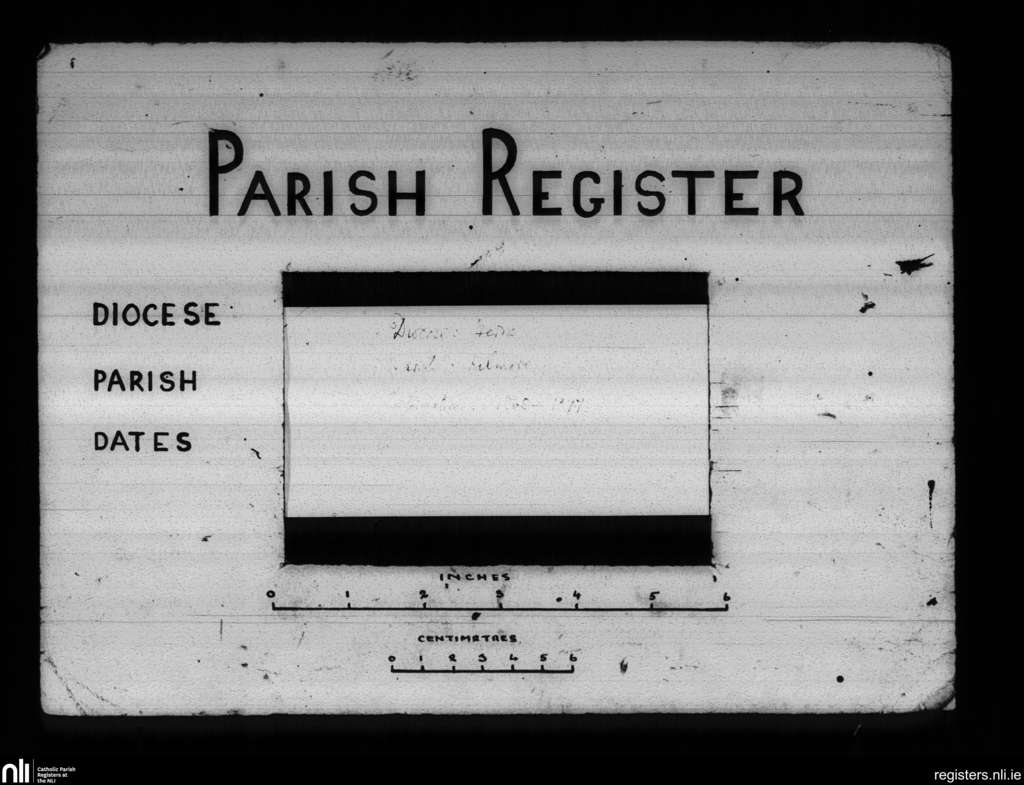 PARISH REGISTER
DIOCESE
PARISH
DATES
INCHES
0 1 2 3 4 5 6
CENTIMETRES
0 1 2 3 4 5 6
nli Catholic Parish
Registers at
the NLI
registers.nli.ie